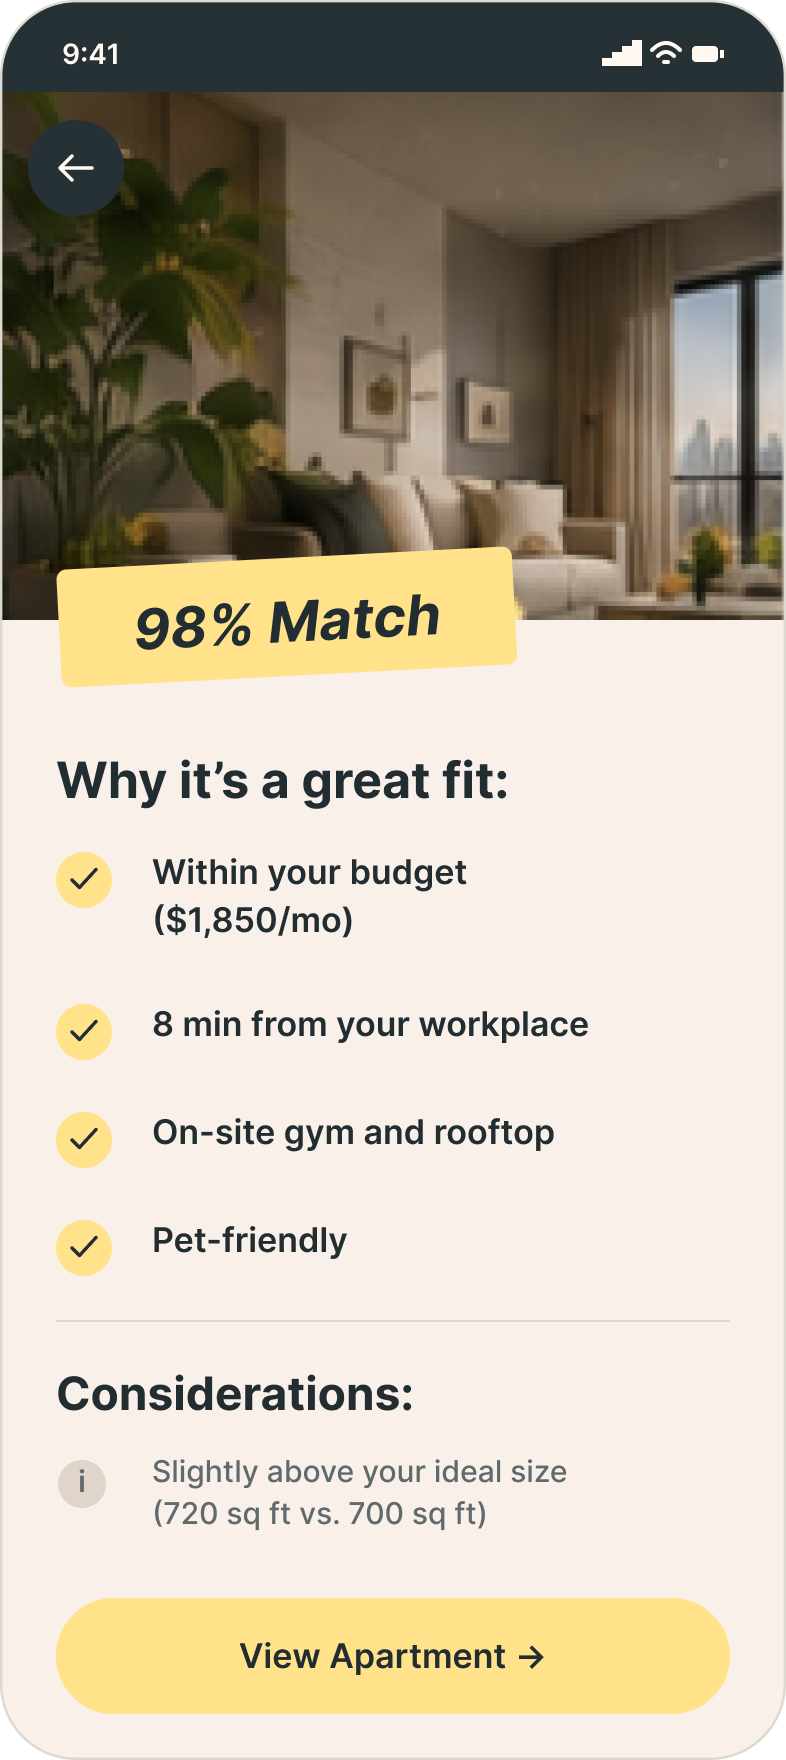 9:41
98% Match
Why it’s a great fit:
Within your budget
($1,850/mo)
8 min from your workplace
On-site gym and rooftop
Pet-friendly
Considerations:
i
Slightly above your ideal size
(720 sq ft vs. 700 sq ft)
View Apartment →